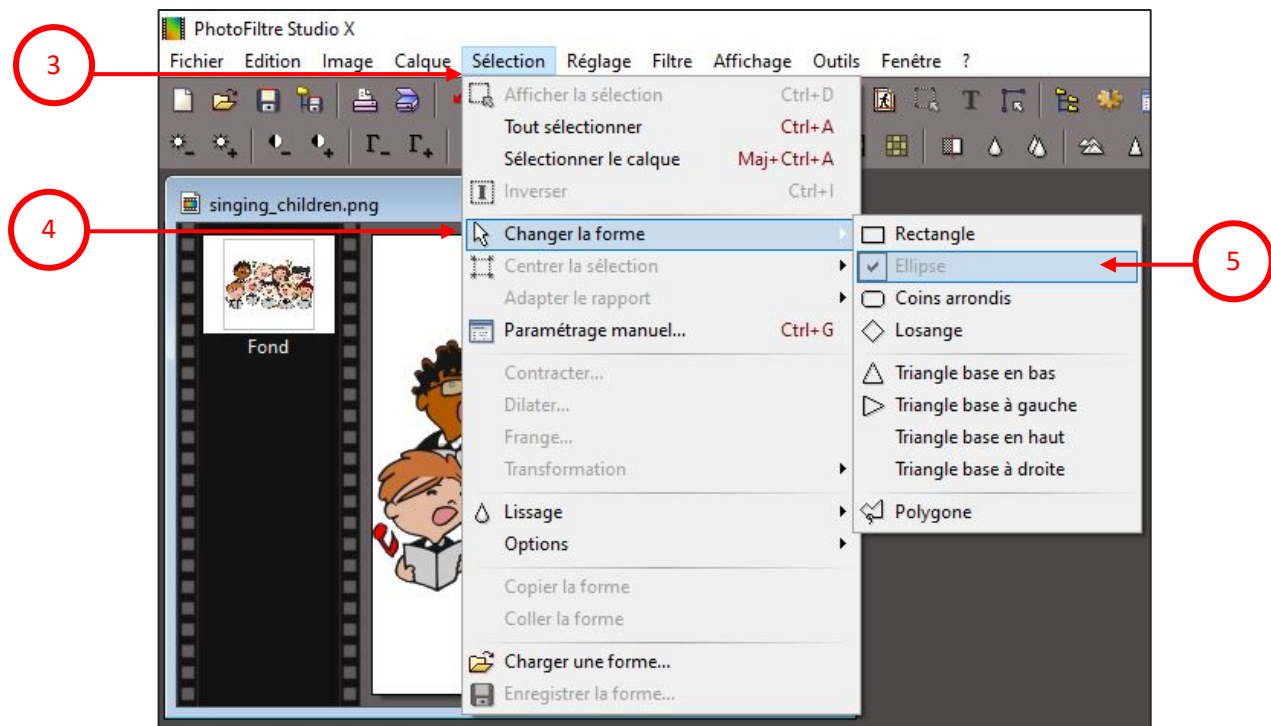 PhotoFiltre Studio X
Fichier Edition Image Calque Sélection Réglage Filtre Affichage Outils Fenêtre ?
3
Afficher la sélection Ctrl+D
Tout sélectionner Ctrl+A
Sélectionner le calque Maj+Ctrl+A
Inverser Ctrl+I
singing_children.png
4
Changer la forme
Centrer la sélection
Adapter le rapport
Paramétrage manuel... Ctrl+G
Contracter...
Dilater...
Frange...
Transformation
Lissage
Options
Copier la forme
Coller la forme
Charger une forme...
Enregistrer la forme...
Rectangle
Ellipse
5
Coins arrondis
Losange
Triangle base en bas
Triangle base à gauche
Triangle base en haut
Triangle base à droite
Polygone
Fond